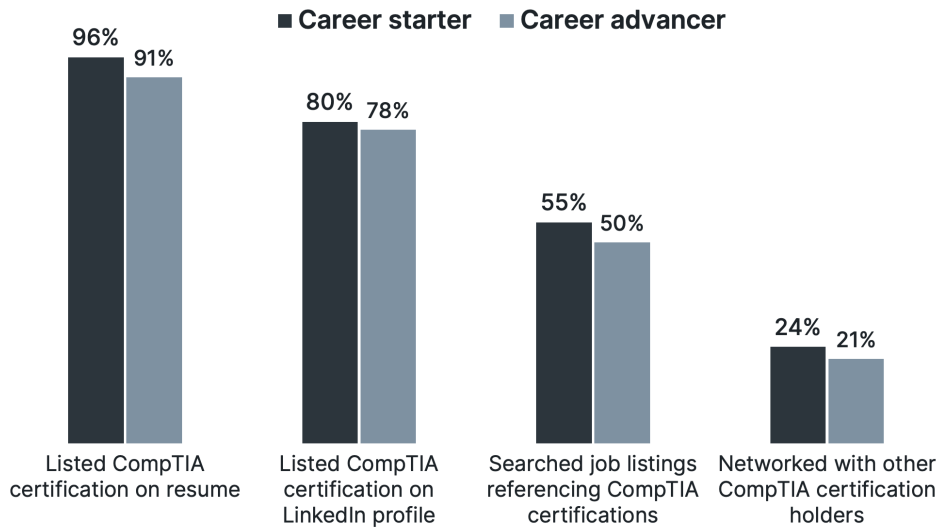 Career starter
Career advancer
96%
91%
80%
78%
55%
50%
24%
21%
Listed CompTIA
certification on resume
Listed CompTIA
certification on
LinkedIn profile
Searched job listings
referencing CompTIA
certifications
Networked with other
CompTIA certification
holders